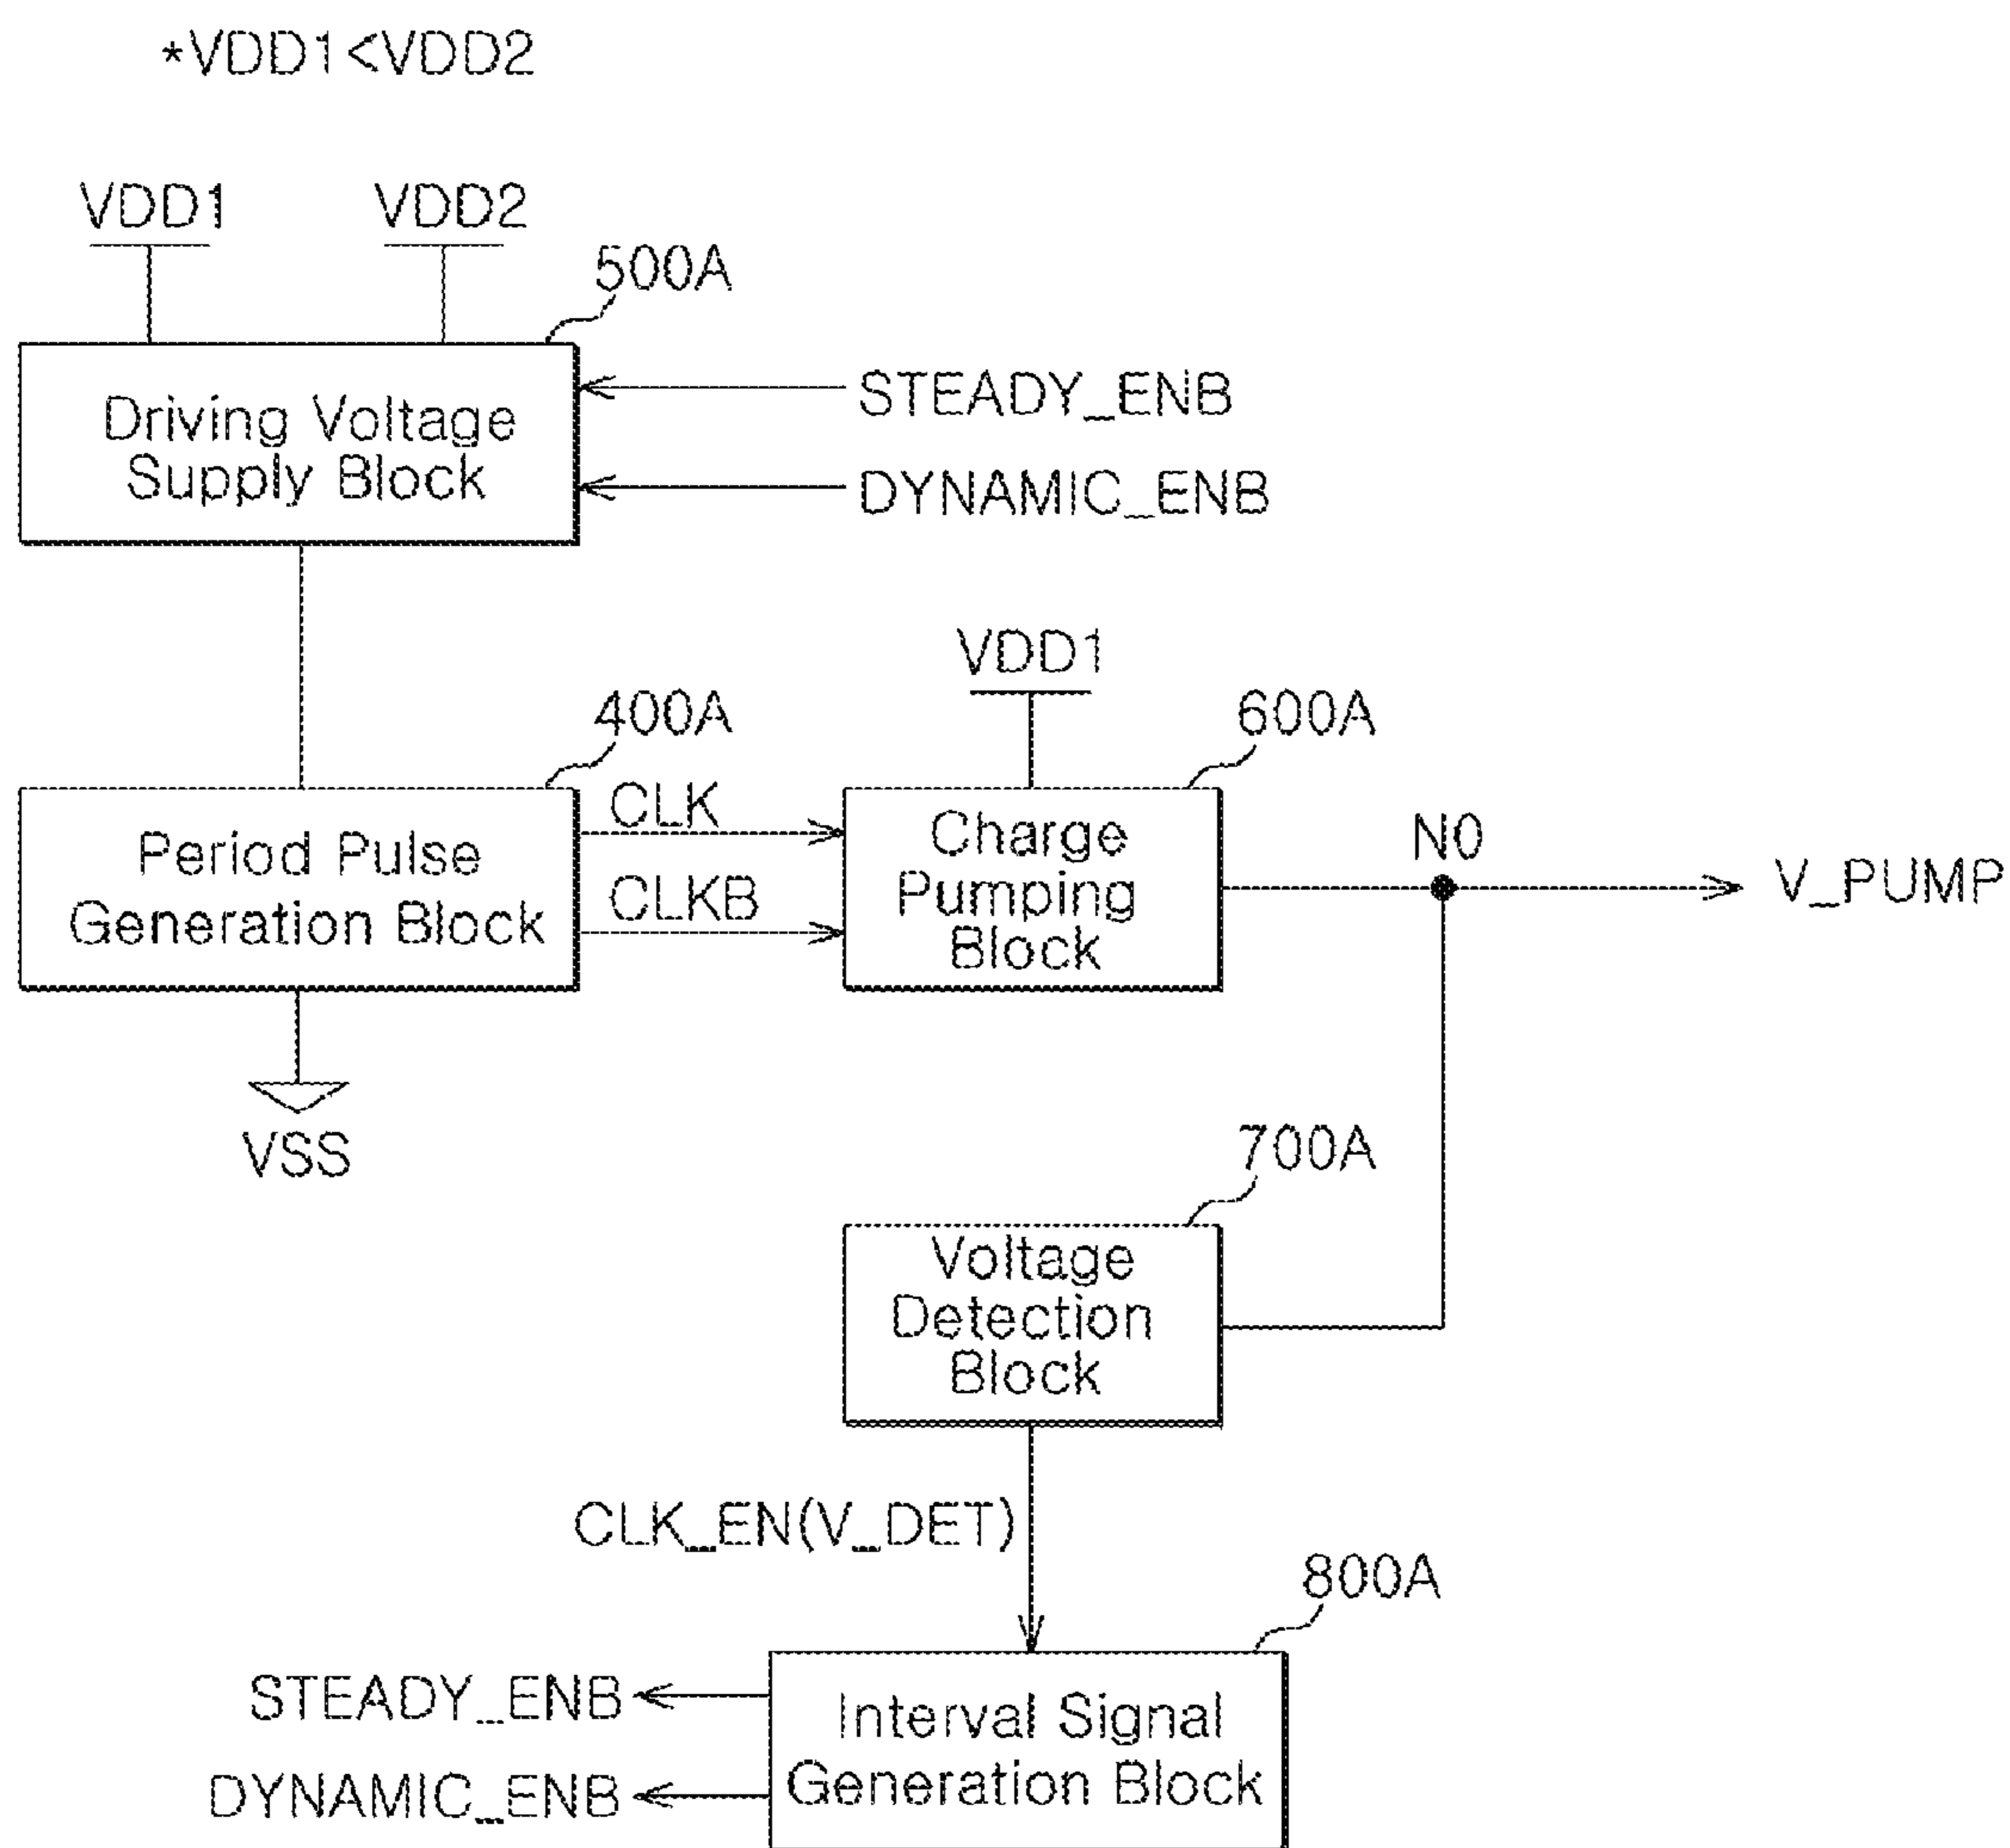 *VDD1<VDD2
VDD1
VDD2
500A
Driving Voltage
Supply Block
STEADY_ENB
DYNAMIC_ENB
VDD1
400A
600A
Period Pulse
Generation Block
CLK
CLKB
Charge
Pumping
Block
N0
V_PUMP
VSS
700A
Voltage
Detection
Block
CLK_EN(V_DET)
800A
STEADY_ENB
DYNAMIC_ENB
Interval Signal
Generation Block